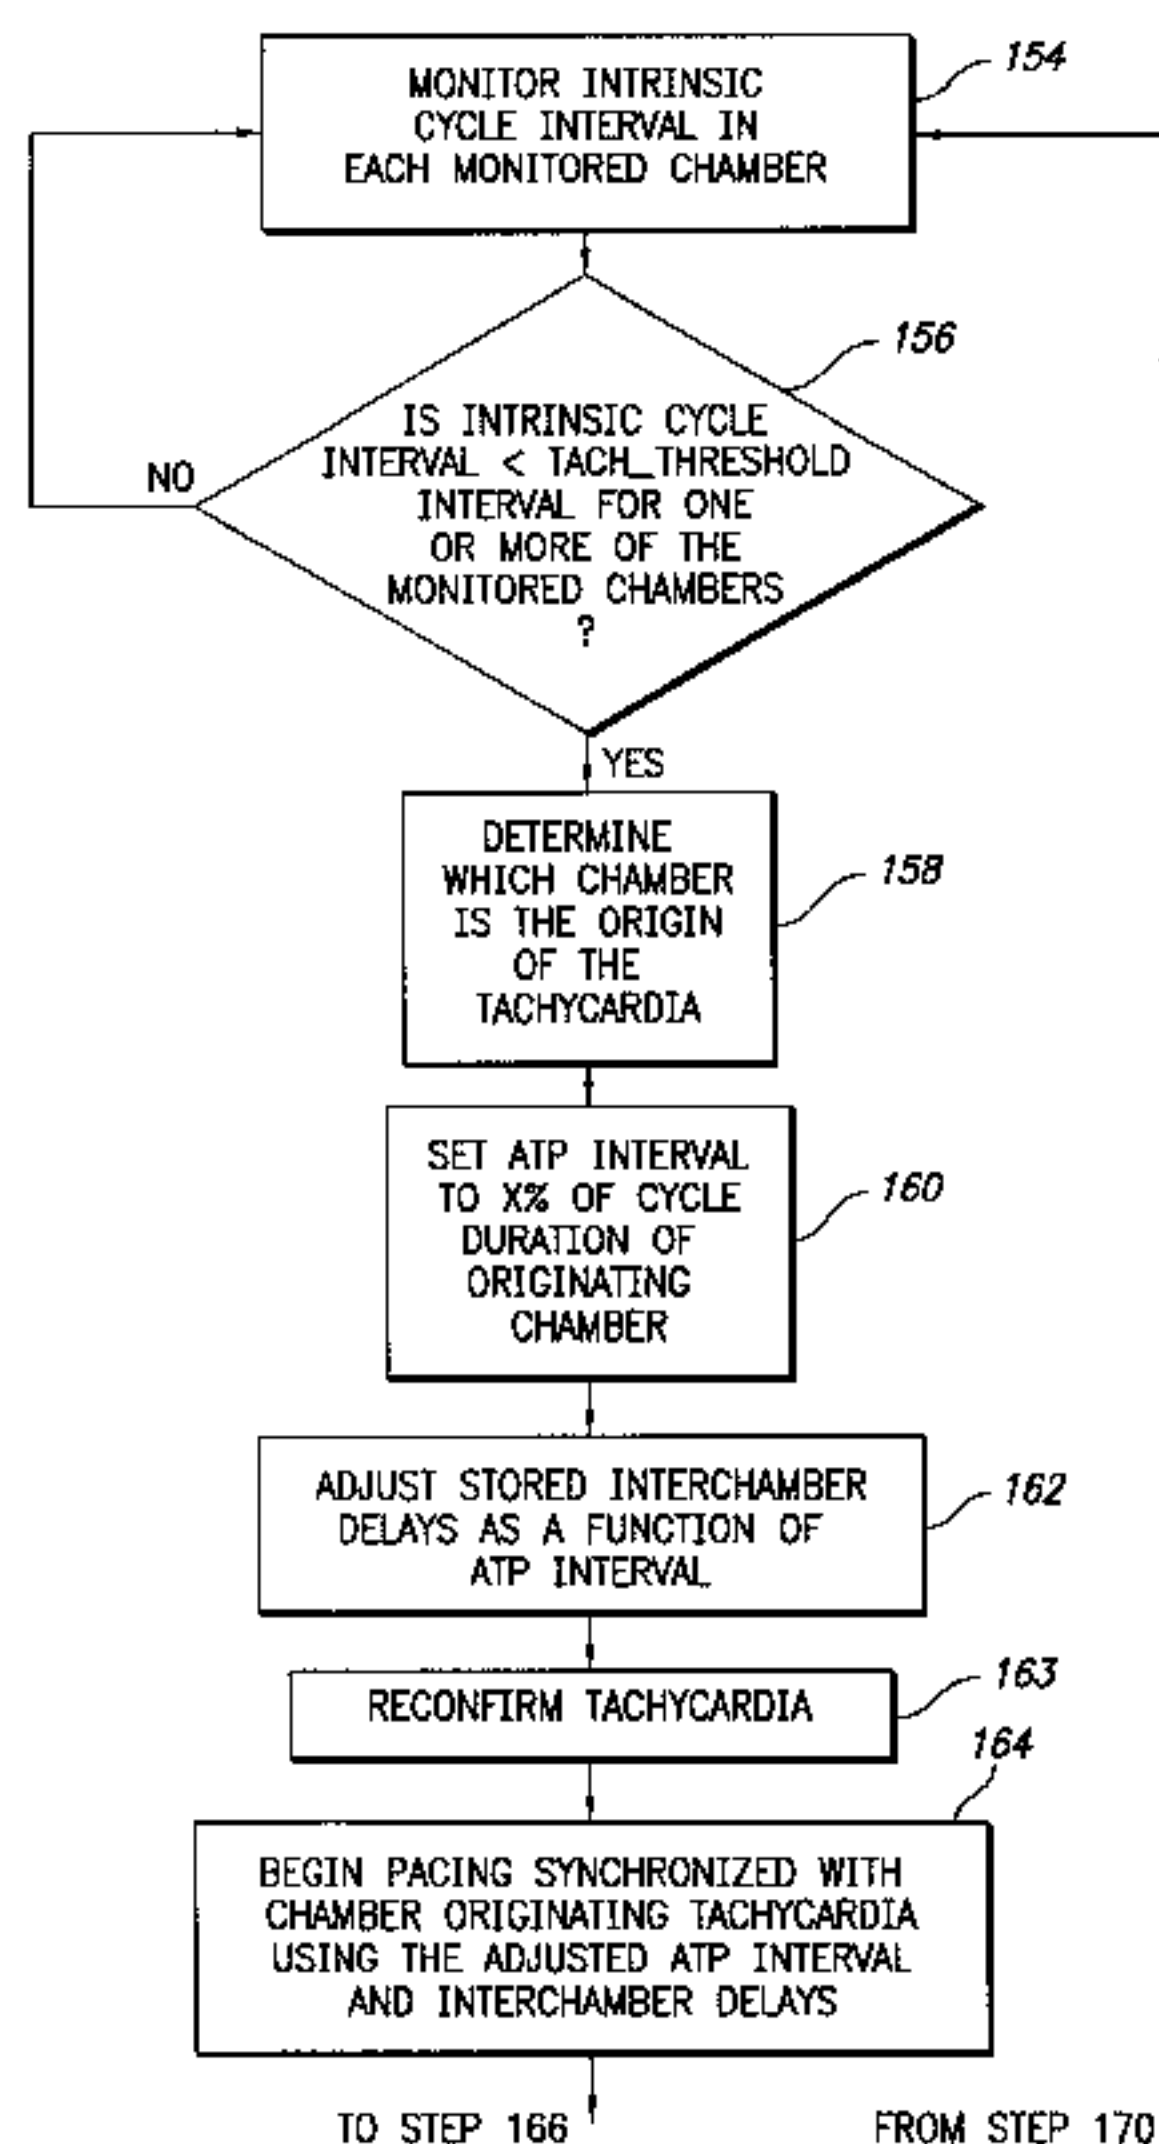 154
MONITOR INTRINSIC
CYCLE INTERVAL IN
EACH MONITORED CHAMBER
156
IS INTRINSIC CYCLE
INTERVAL < TACH_THRESHOLD
INTERVAL FOR ONE
OR MORE OF THE
MONITORED CHAMBERS
?
NO
YES
DETERMINE
WHICH CHAMBER
IS THE ORIGIN
OF THE
TACHYCARDIA
158
SET ATP INTERVAL
TO X% OF CYCLE
DURATION OF
ORIGINATING
CHAMBER
160
ADJUST STORED INTERCHAMBER
DELAYS AS A FUNCTION OF
ATP INTERVAL
162
RECONFIRM TACHYCARDIA
163
164
BEGIN PACING SYNCHRONIZED WITH
CHAMBER ORIGINATING TACHYCARDIA
USING THE ADJUSTED ATP INTERVAL
AND INTERCHAMBER DELAYS
TO STEP 166
FROM STEP 170